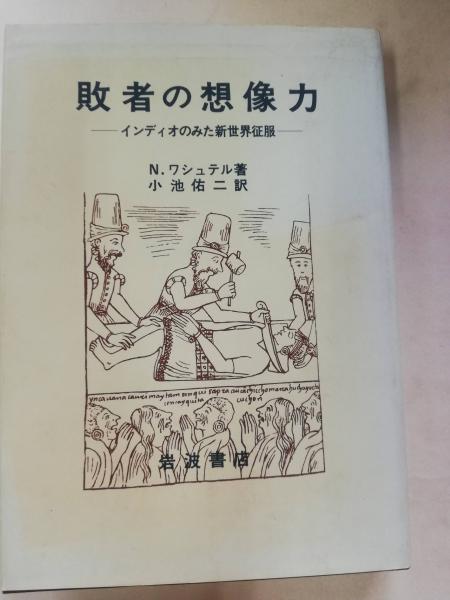 敗者の想像力
―インディオのみた新世界征服―
N.ワシュテル著
小池佑二訳
岩波書店